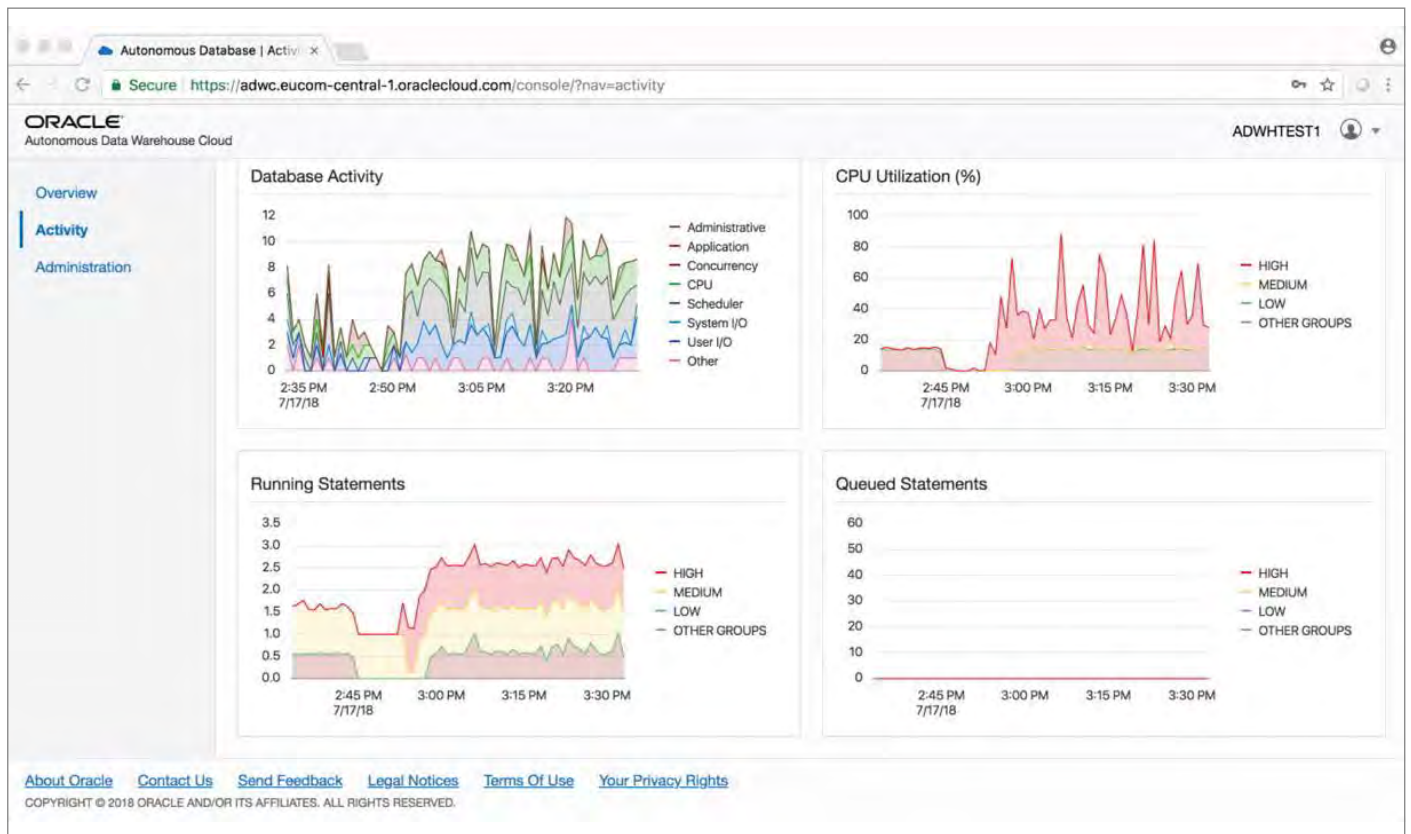 Autonomous Database | Activi
Secure https://adwc.eucom-central-1.oraclecloud.com/console/?nav=activity
ORACLE
Autonomous Data Warehouse Cloud
ADWHTEST1
Overview
Activity
Administration
Database Activity
12
10
8
6
4
2
0
2:35 PM 2:50 PM 3:05 PM 3:20 PM
7/17/18
Administrative
Application
Concurrency
CPU
Scheduler
System I/O
User I/O
Other
CPU Utilization (%)
100
80
60
40
20
0
2:45 PM 3:00 PM 3:15 PM 3:30 PM
7/17/18
HIGH
MEDIUM
LOW
OTHER GROUPS
Running Statements
3.5
3.0
2.5
2.0
1.5
1.0
0.5
0.0
2:45 PM 3:00 PM 3:15 PM 3:30 PM
7/17/18
HIGH
MEDIUM
LOW
OTHER GROUPS
Queued Statements
60
50
40
30
20
10
0
2:45 PM 3:00 PM 3:15 PM 3:30 PM
7/17/18
HIGH
MEDIUM
LOW
OTHER GROUPS
About Oracle Contact Us Send Feedback Legal Notices Terms Of Use Your Privacy Rights
COPYRIGHT © 2018 ORACLE AND/OR ITS AFFILIATES. ALL RIGHTS RESERVED.